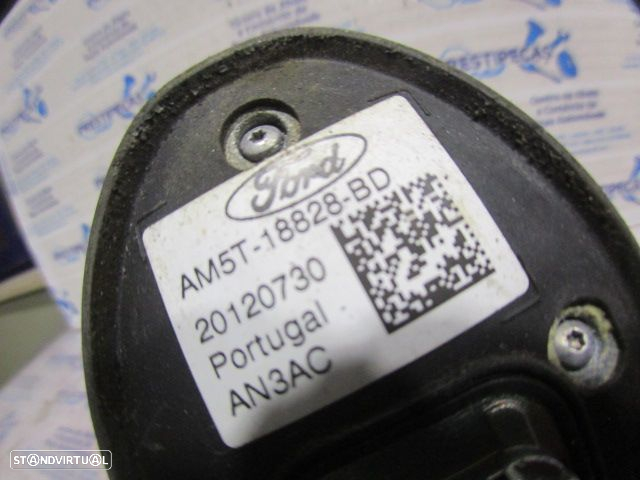 Ford
AM5T-18828-BD
20120730
Portugal
AN3AC
STANDVIRTUAL